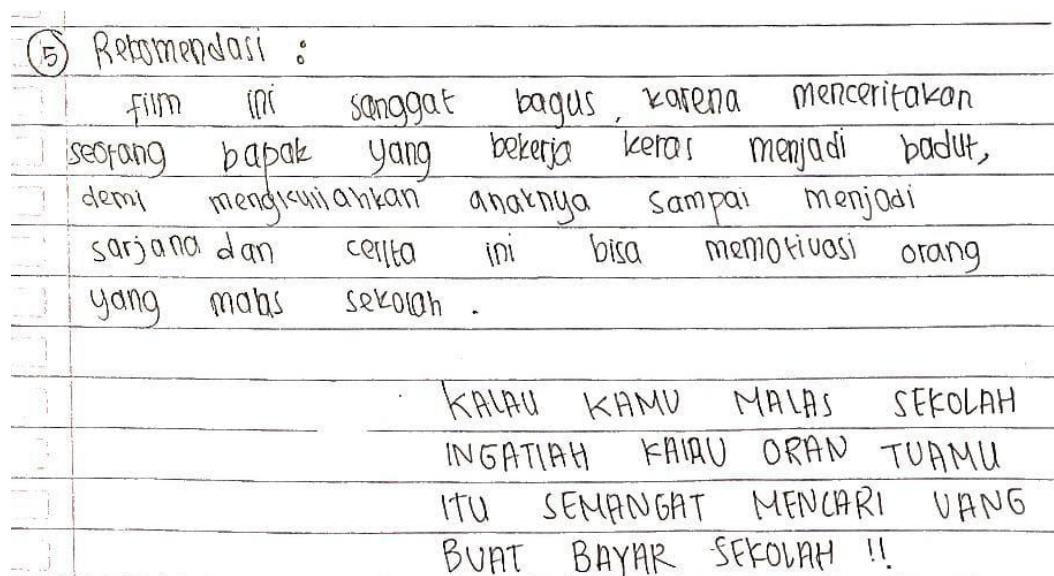 5 Rekomendasi :
film ini sanggat bagus, karena menceritakan
seorang bapak yang bekerja keras menjadi badut,
demi mengkuliahkan anaknya sampai menjadi
sarjana dan cerita ini bisa memotivasi orang
yang malas sekolah.
KALAU KAMU MALAS SEKOLAH
INGATLAH KALAU ORAN TUAMU
ITU SEMANGAT MENCARI UANG
BUAT BAYAR SEKOLAH !!